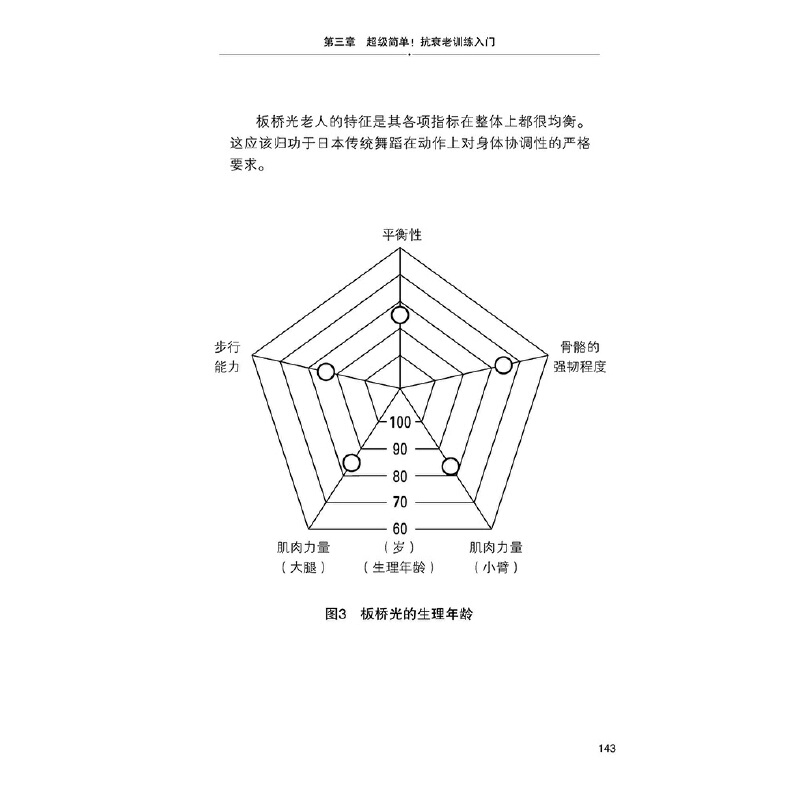 第三章 超级简单！抗衰老训练入门
板桥光老人的特征是其各项指标在整体上都很均衡。
这应该归功于日本传统舞蹈在动作上对身体协调性的严格
要求。
平衡性
步行
能力
骨骼的
强韧程度
100
90
80
70
60
肌肉力量
（大腿）
（岁）
（生理年龄）
肌肉力量
（小臂）
图3 板桥光的生理年龄
143